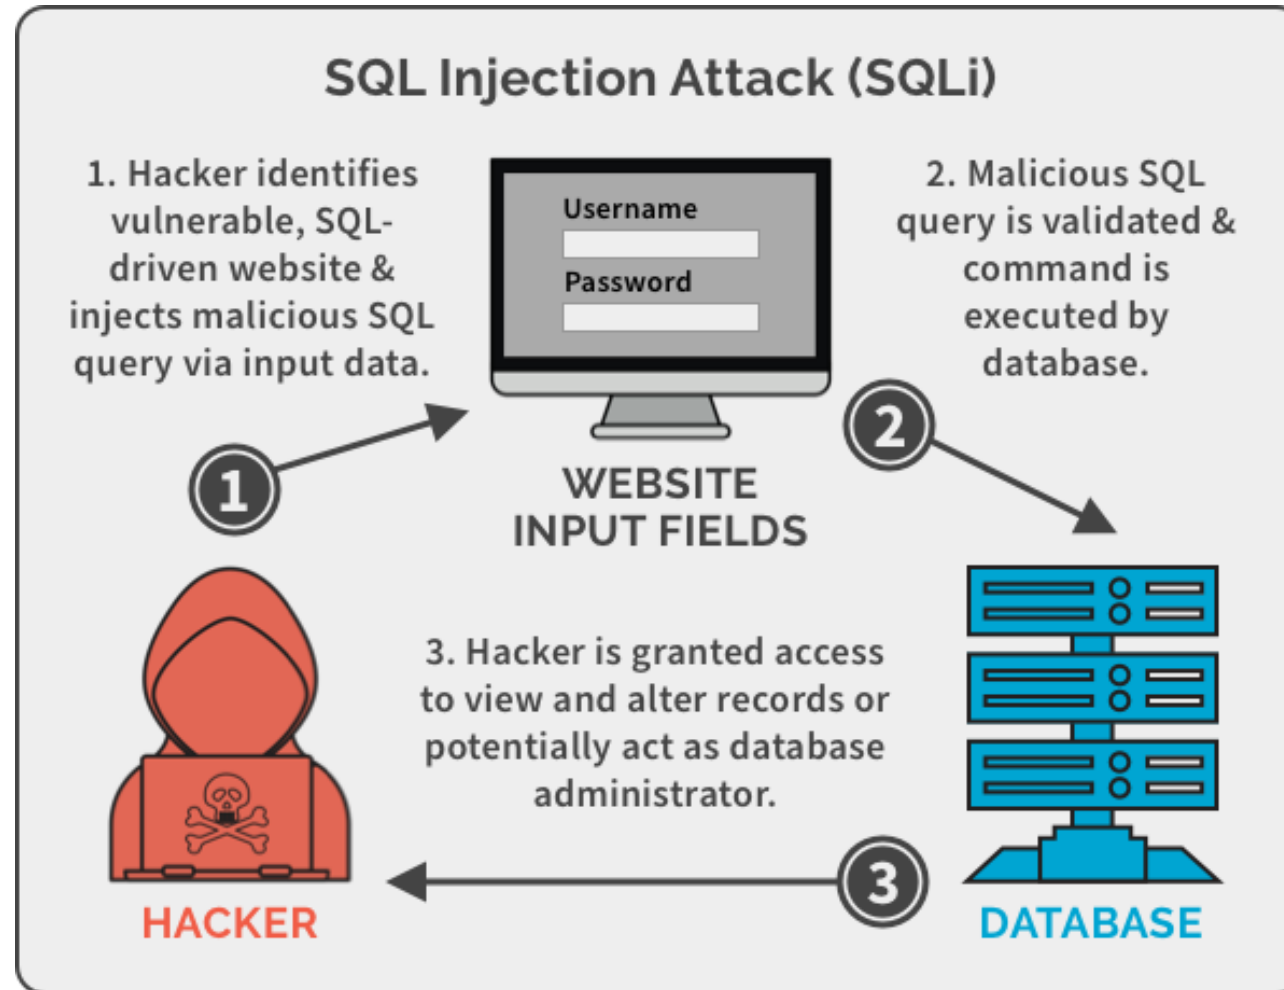 SQL Injection Attack (SQLi)
1. Hacker identifies
vulnerable, SQL-
driven website &
injects malicious SQL
query via input data.
Username
Password
2. Malicious SQL
query is validated &
command is
executed by
database.
1
2
WEBSITE
INPUT FIELDS
3. Hacker is granted access
to view and alter records or
potentially act as database
administrator.
3
HACKER
DATABASE